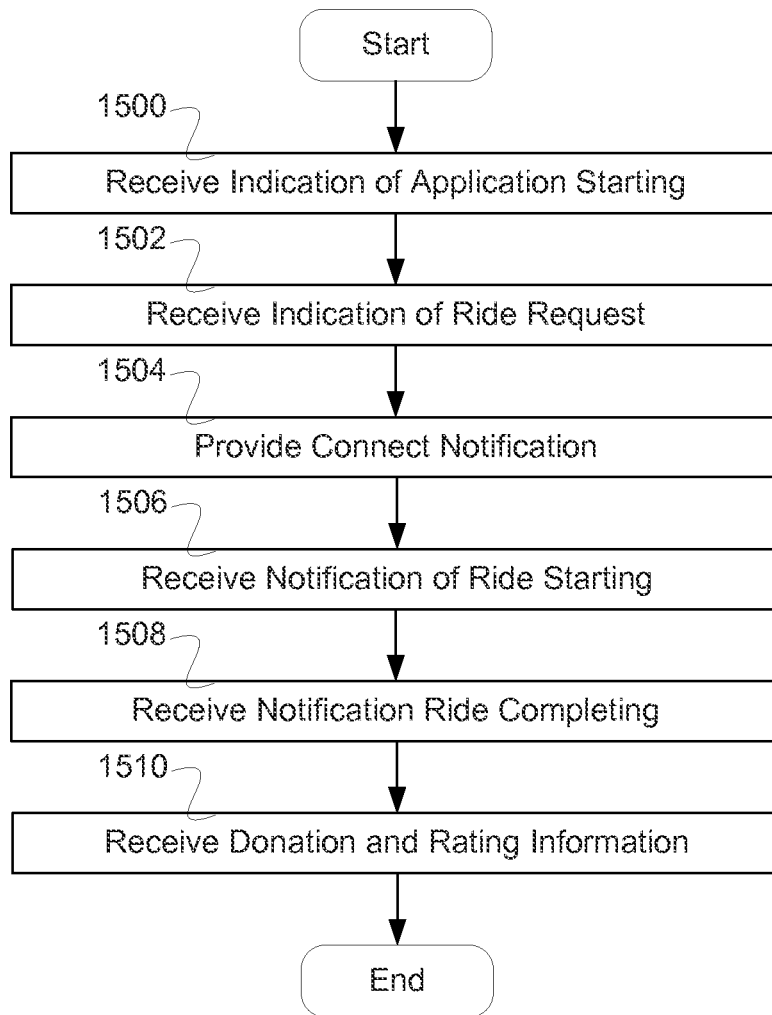 Start
1500
Receive Indication of Application Starting
1502
Receive Indication of Ride Request
1504
Provide Connect Notification
1506
Receive Notification of Ride Starting
1508
Receive Notification Ride Completing
1510
Receive Donation and Rating Information
End